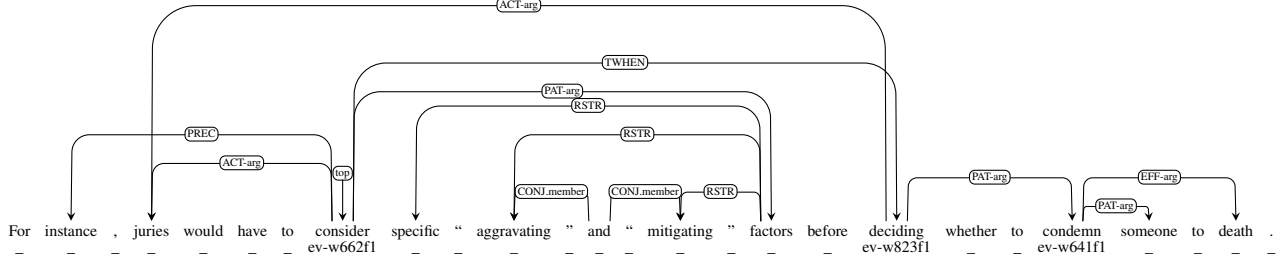 ACT-arg
TWHEN
PAT-arg
RSTR
PREC
RSTR
ACT-arg
top
PAT-arg
EFF-arg
CONJ.member
CONJ.member
RSTR
PAT-arg
For instance , juries would have to consider specific “ aggravating ” and “ mitigating ” factors before deciding whether to condemn someone to death .
ev-w662f1 ev-w823f1 ev-w641f1
_ _ _ _ _ _ _ _ _ _ _ _ _ _ _ _ _ _ _ _ _ _ _